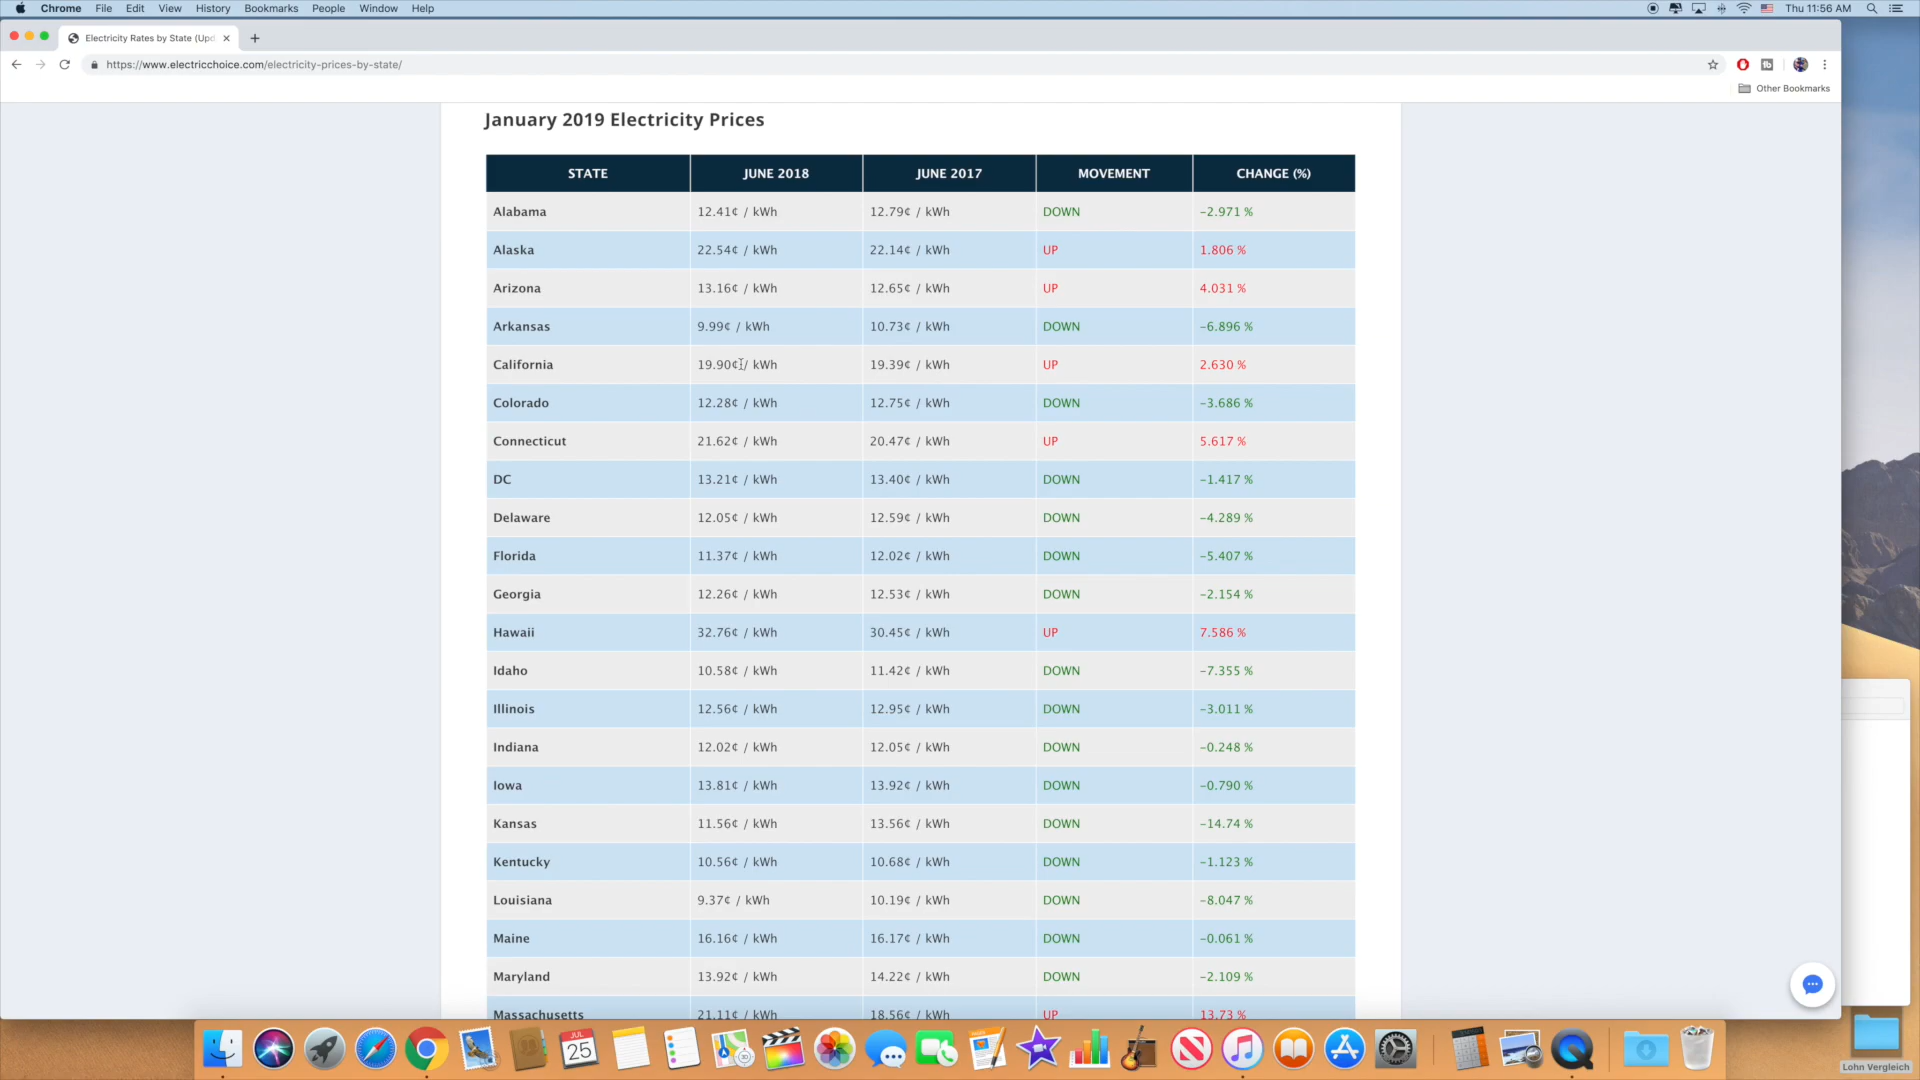 Chrome File Edit View History Bookmarks People Window Help Thu 11:56 AM
Electricity Rates by State (Upd
https://www.electricchoice.com/electricity-prices-by-state/
Other Bookmarks
January 2019 Electricity Prices
STATE JUNE 2018 JUNE 2017 MOVEMENT CHANGE (%)
Alabama 12.41¢ / kWh 12.79¢ / kWh DOWN -2.971 %
Alaska 22.54¢ / kWh 22.14¢ / kWh UP 1.806 %
Arizona 13.16¢ / kWh 12.65¢ / kWh UP 4.031 %
Arkansas 9.99¢ / kWh 10.73¢ / kWh DOWN -6.896 %
California 19.90¢ / kWh 19.39¢ / kWh UP 2.630 %
Colorado 12.28¢ / kWh 12.75¢ / kWh DOWN -3.686 %
Connecticut 21.62¢ / kWh 20.47¢ / kWh UP 5.617 %
DC 13.21¢ / kWh 13.40¢ / kWh DOWN -1.417 %
Delaware 12.05¢ / kWh 12.59¢ / kWh DOWN -4.289 %
Florida 11.37¢ / kWh 12.02¢ / kWh DOWN -5.407 %
Georgia 12.26¢ / kWh 12.53¢ / kWh DOWN -2.154 %
Hawaii 32.76¢ / kWh 30.45¢ / kWh UP 7.586 %
Idaho 10.58¢ / kWh 11.42¢ / kWh DOWN -7.355 %
Illinois 12.56¢ / kWh 12.95¢ / kWh DOWN -3.011 %
Indiana 12.02¢ / kWh 12.05¢ / kWh DOWN -0.248 %
Iowa 13.81¢ / kWh 13.92¢ / kWh DOWN -0.790 %
Kansas 11.56¢ / kWh 13.56¢ / kWh DOWN -14.74 %
Kentucky 10.56¢ / kWh 10.68¢ / kWh DOWN -1.123 %
Louisiana 9.37¢ / kWh 10.19¢ / kWh DOWN -8.047 %
Maine 16.16¢ / kWh 16.17¢ / kWh DOWN -0.061 %
Maryland 13.92¢ / kWh 14.22¢ / kWh DOWN -2.109 %
Massachusetts 21.11¢ / kWh 18.56¢ / kWh UP 13.73 %
JUL
25
Lohn Vergleich